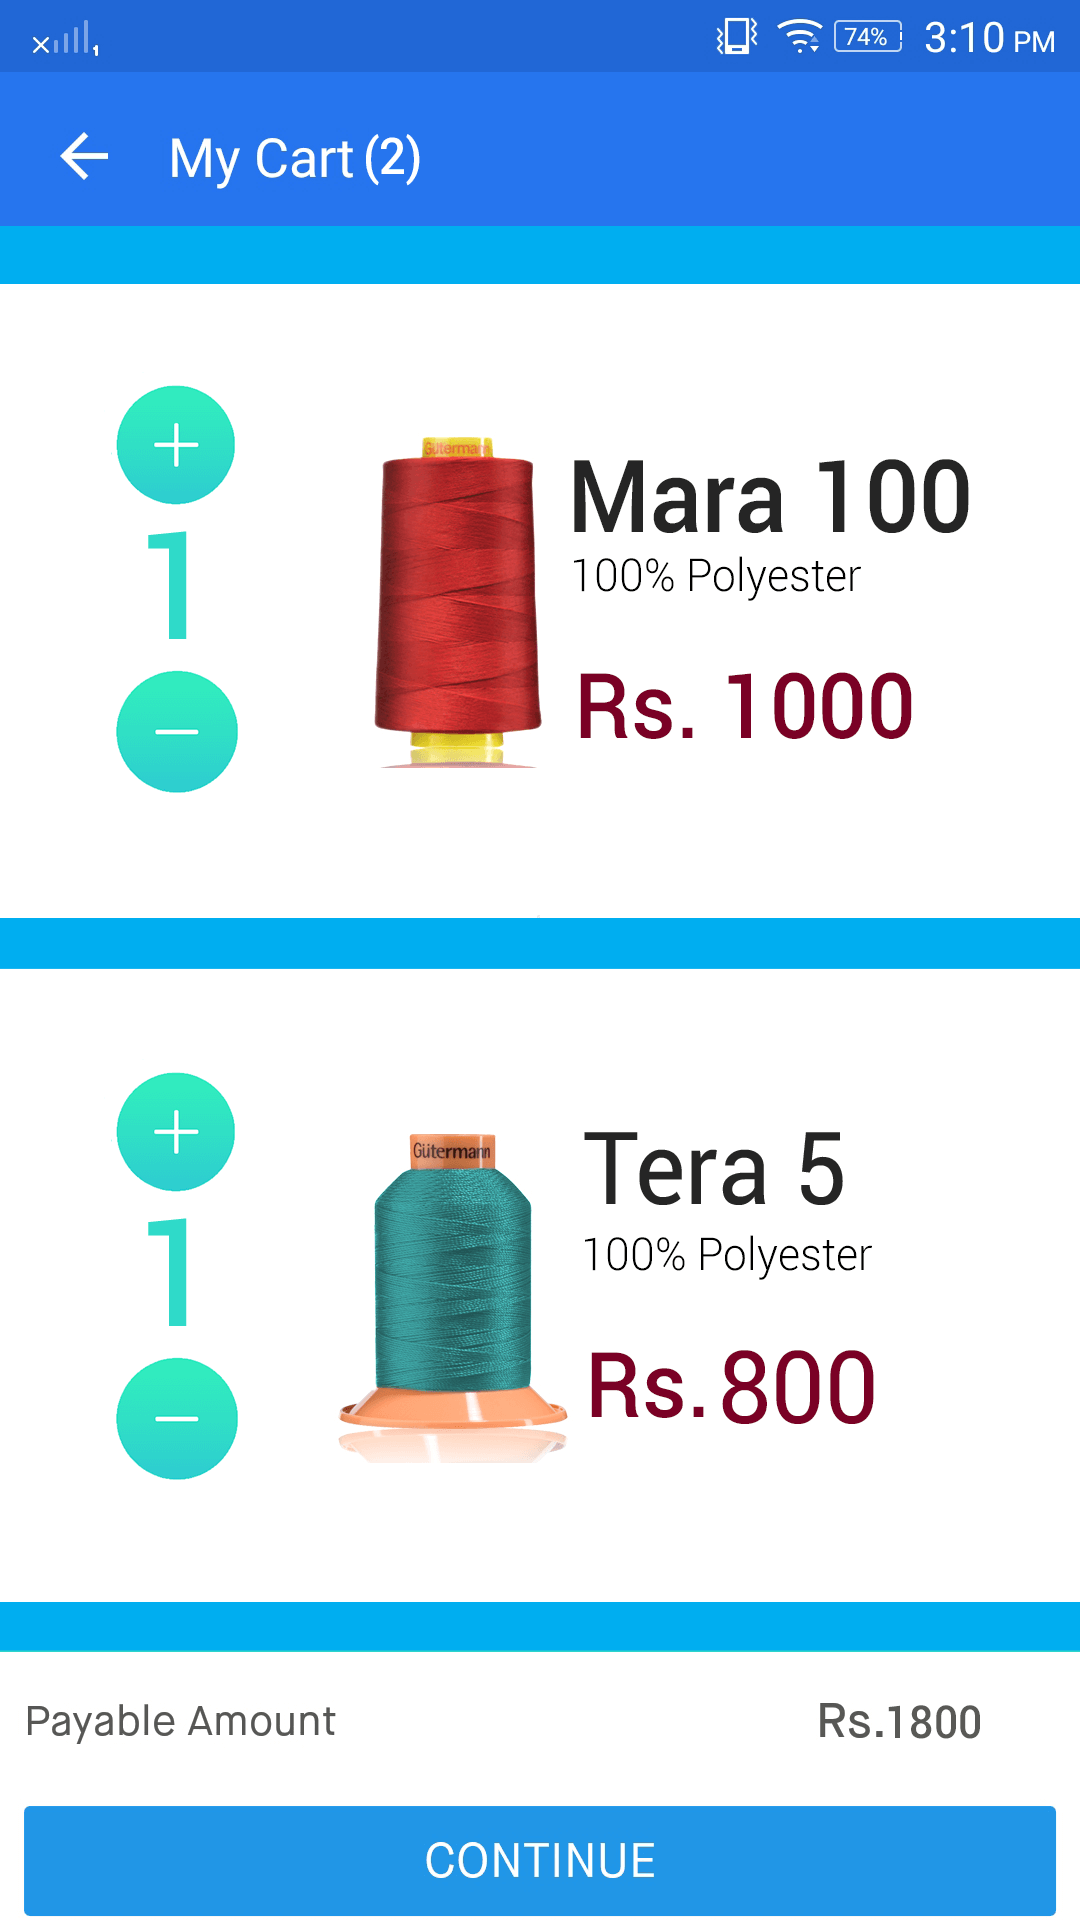 1 74% 3:10 PM
My Cart (2)
+
Gütermann
Mara 100
100% Polyester
1
Rs. 1000
−
+
Gütermann
Tera 5
100% Polyester
1
Rs. 800
−
Payable Amount Rs.1800
CONTINUE